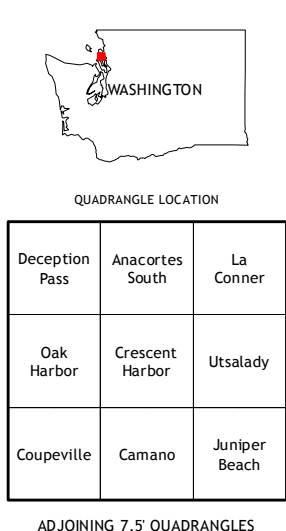 WASHINGTON
QUADRANGLE LOCATION
Deception
Pass
Anacortes
South
La
Conner
Oak
Harbor
Crescent
Harbor
Utsalady
Coupeville
Camano
Juniper
Beach
ADJOINING 7.5' QUADRANGLES